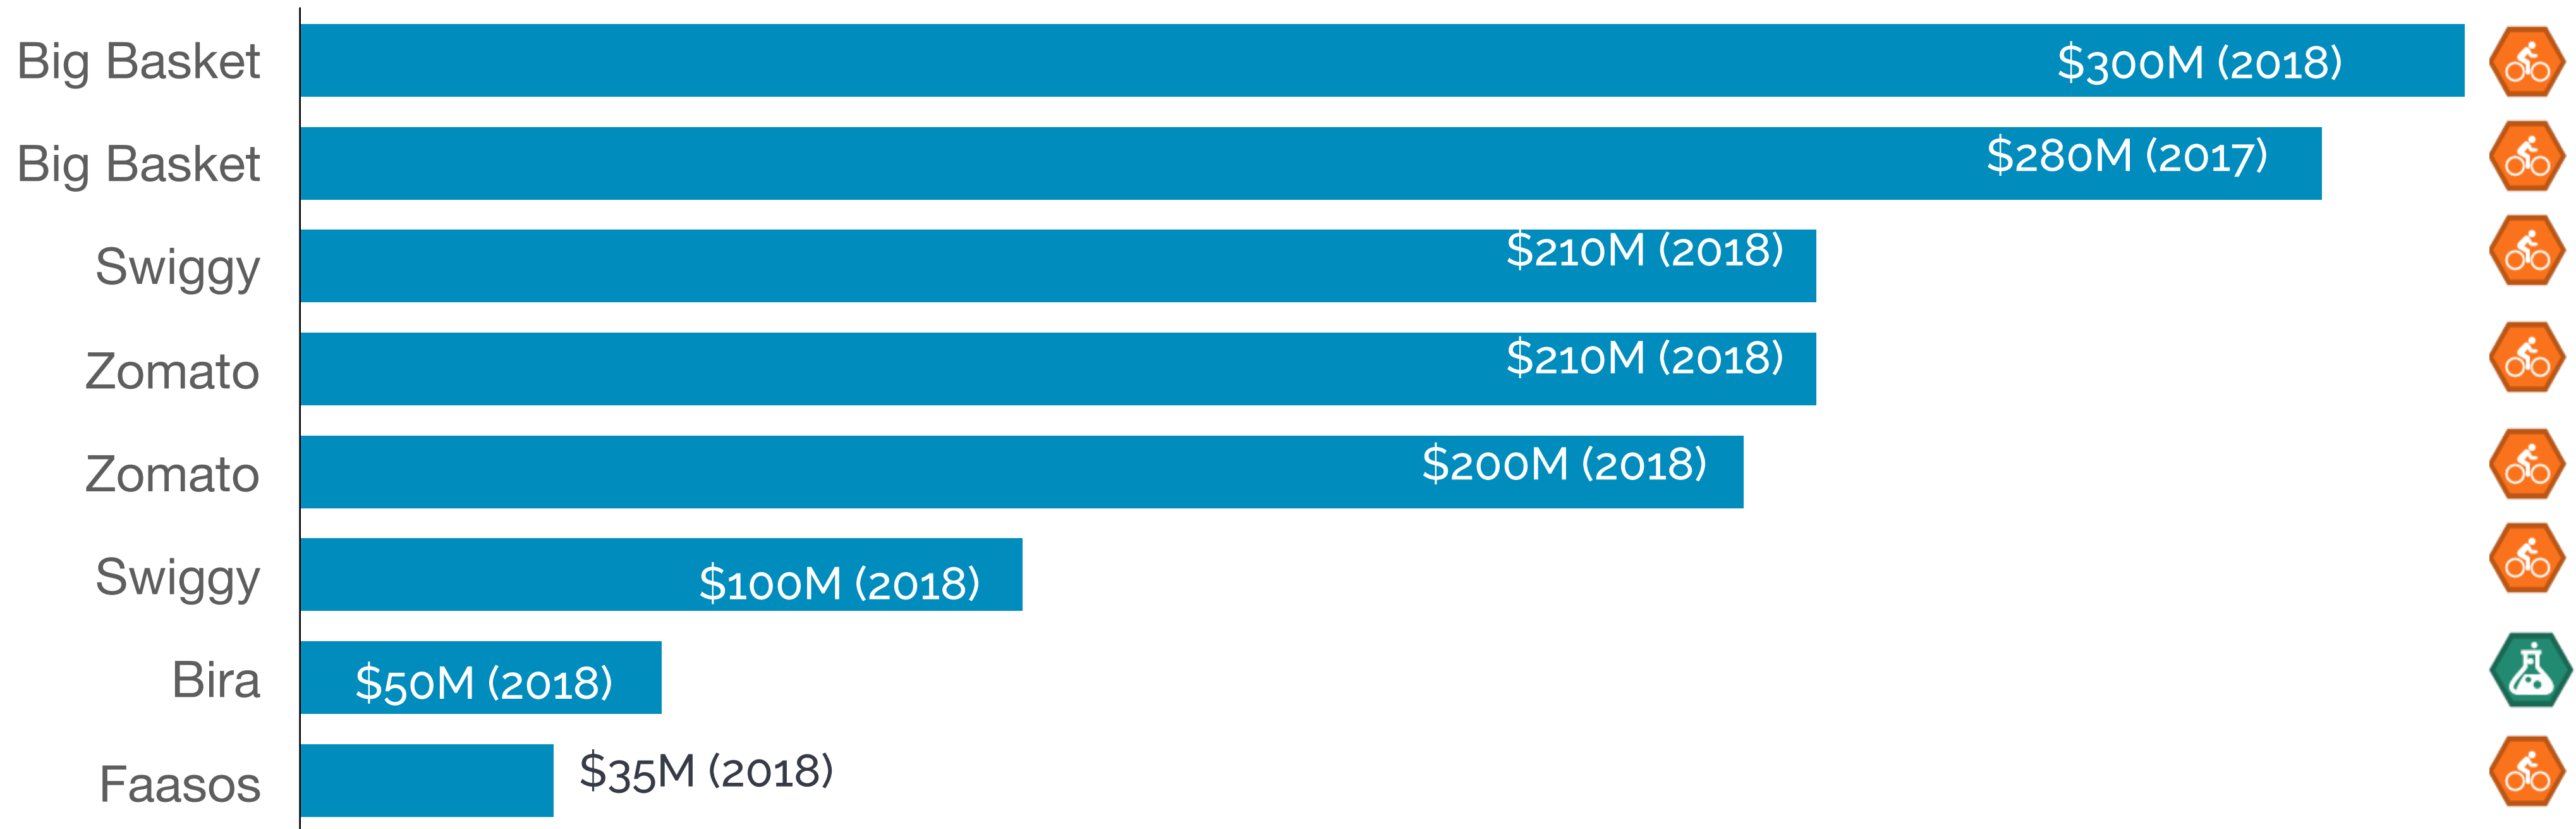 Big Basket $300M (2018)
Big Basket $280M (2017)
Swiggy $210M (2018)
Zomato $210M (2018)
Zomato $200M (2018)
Swiggy $100M (2018)
Bira $50M (2018)
Faasos $35M (2018)